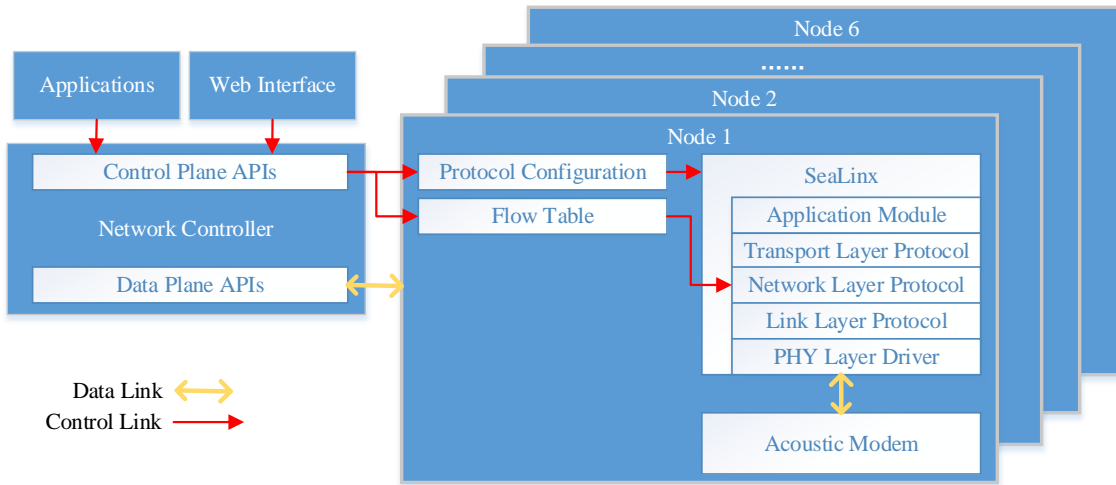 Node 6
......
Node 2
Node 1
Applications
Web Interface
Control Plane APIs
Network Controller
Data Plane APIs
Protocol Configuration
Flow Table
SeaLinx
Application Module
Transport Layer Protocol
Network Layer Protocol
Link Layer Protocol
PHY Layer Driver
Acoustic Modem
Data Link
Control Link